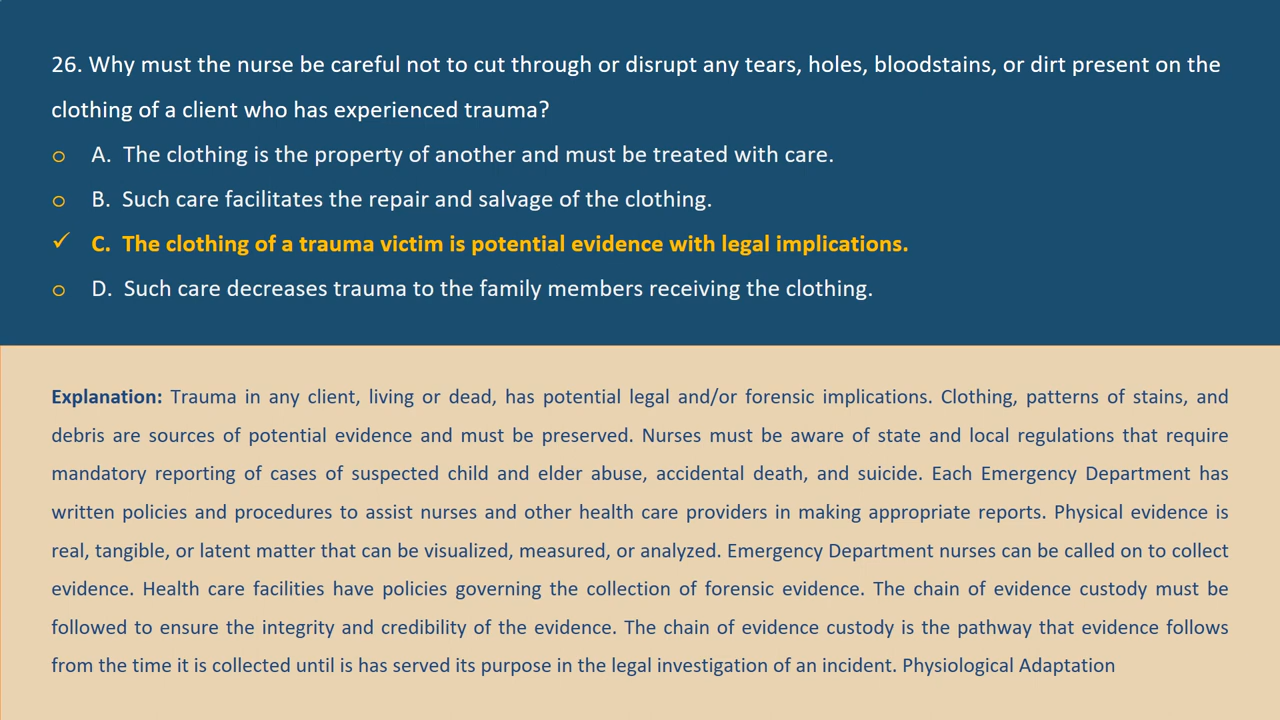 26. Why must the nurse be careful not to cut through or disrupt any tears, holes, bloodstains, or dirt present on the
clothing of a client who has experienced trauma?
A. The clothing is the property of another and must be treated with care.
B. Such care facilitates the repair and salvage of the clothing.
✓ C. The clothing of a trauma victim is potential evidence with legal implications.
D. Such care decreases trauma to the family members receiving the clothing.
Explanation: Trauma in any client, living or dead, has potential legal and/or forensic implications. Clothing, patterns of stains, and
debris are sources of potential evidence and must be preserved. Nurses must be aware of state and local regulations that require
mandatory reporting of cases of suspected child and elder abuse, accidental death, and suicide. Each Emergency Department has
written policies and procedures to assist nurses and other health care providers in making appropriate reports. Physical evidence is
real, tangible, or latent matter that can be visualized, measured, or analyzed. Emergency Department nurses can be called on to collect
evidence. Health care facilities have policies governing the collection of forensic evidence. The chain of evidence custody must be
followed to ensure the integrity and credibility of the evidence. The chain of evidence custody is the pathway that evidence follows
from the time it is collected until is has served its purpose in the legal investigation of an incident. Physiological Adaptation